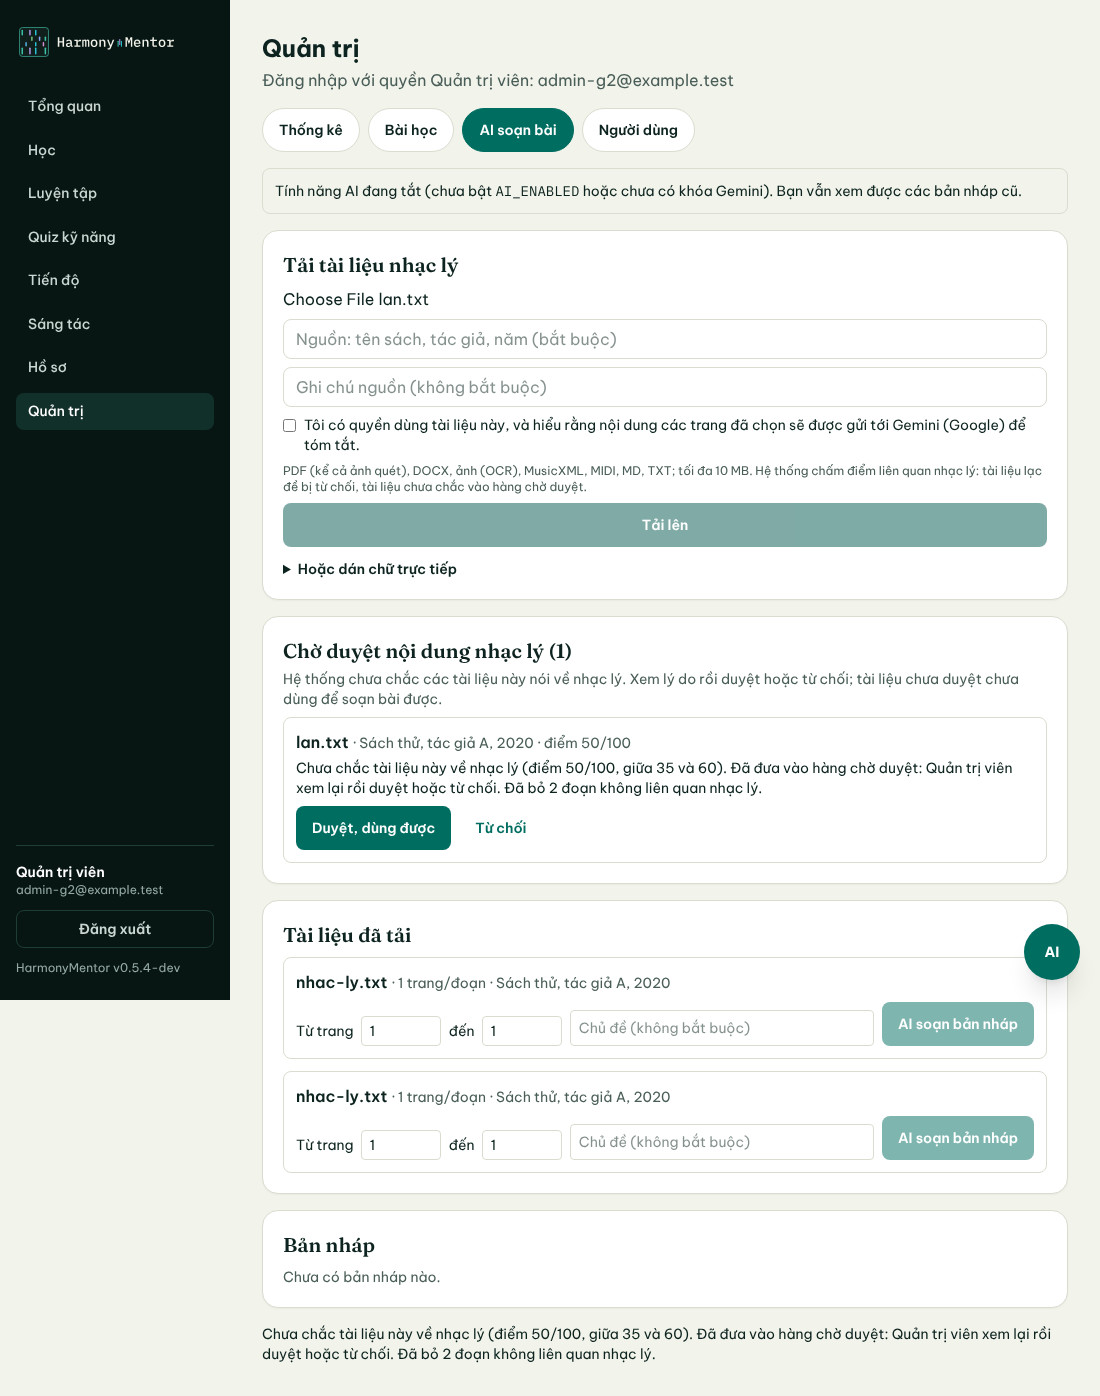 Harmony Mentor
Tổng quan
Học
Luyện tập
Quiz kỹ năng
Tiến độ
Sáng tác
Hồ sơ
Quản trị
Quản trị viên
admin-g2@example.test
Đăng xuất
HarmonyMentor v0.5.4-dev
Quản trị
Đăng nhập với quyền Quản trị viên: admin-g2@example.test
Thống kê
Bài học
AI soạn bài
Người dùng
Tính năng AI đang tắt (chưa bật AI_ENABLED hoặc chưa có khóa Gemini). Bạn vẫn xem được các bản nháp cũ.
Tải tài liệu nhạc lý
Choose File lan.txt
Nguồn: tên sách, tác giả, năm (bắt buộc)
Ghi chú nguồn (không bắt buộc)
Tôi có quyền dùng tài liệu này, và hiểu rằng nội dung các trang đã chọn sẽ được gửi tới Gemini (Google) để
tóm tắt.
PDF (kể cả ảnh quét), DOCX, ảnh (OCR), MusicXML, MIDI, MD, TXT; tối đa 10 MB. Hệ thống chấm điểm liên quan nhạc lý: tài liệu lạc
đề bị từ chối, tài liệu chưa chắc vào hàng chờ duyệt.
Tải lên
Hoặc dán chữ trực tiếp
Chờ duyệt nội dung nhạc lý (1)
Hệ thống chưa chắc các tài liệu này nói về nhạc lý. Xem lý do rồi duyệt hoặc từ chối; tài liệu chưa duyệt chưa
dùng để soạn bài được.
lan.txt · Sách thử, tác giả A, 2020 · điểm 50/100
Chưa chắc tài liệu này về nhạc lý (điểm 50/100, giữa 35 và 60). Đã đưa vào hàng chờ duyệt: Quản trị viên
xem lại rồi duyệt hoặc từ chối. Đã bỏ 2 đoạn không liên quan nhạc lý.
Duyệt, dùng được
Từ chối
Tài liệu đã tải
AI
nhac-ly.txt · 1 trang/đoạn · Sách thử, tác giả A, 2020
Từ trang 1 đến 1 Chủ đề (không bắt buộc) AI soạn bản nháp
nhac-ly.txt · 1 trang/đoạn · Sách thử, tác giả A, 2020
Từ trang 1 đến 1 Chủ đề (không bắt buộc) AI soạn bản nháp
Bản nháp
Chưa có bản nháp nào.
Chưa chắc tài liệu này về nhạc lý (điểm 50/100, giữa 35 và 60). Đã đưa vào hàng chờ duyệt: Quản trị viên xem lại rồi
duyệt hoặc từ chối. Đã bỏ 2 đoạn không liên quan nhạc lý.